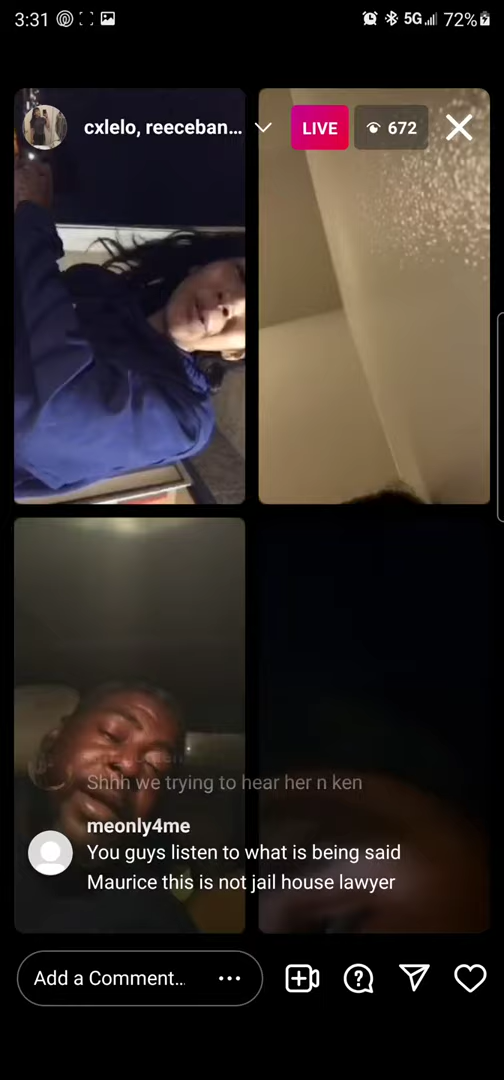 3:31
5G
72%
cxlelo, reeceban...
LIVE
672
Shhh we trying to hear her n ken
meonly4me
You guys listen to what is being said
Maurice this is not jail house lawyer
Add a Comment...